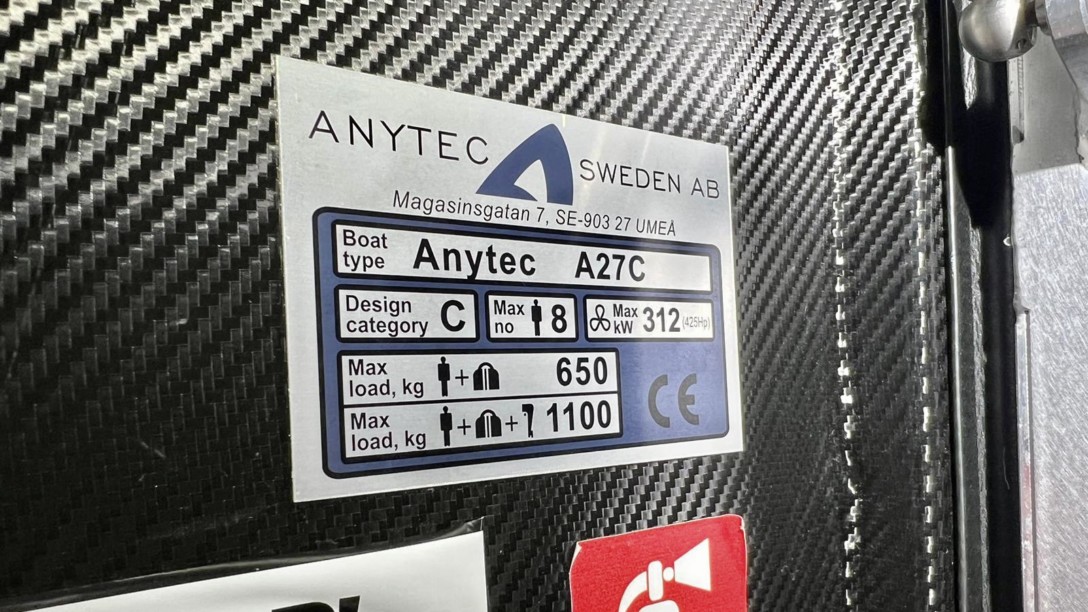 ANYTEC SWEDEN AB
Magasinsgatan 7, SE-903 27 UMEÅ
Boat type Anytec A27C
Design category C Max no 8 Max kW 312 (425Hp)
Max load, kg + 650
Max load, kg + + 1100
CE